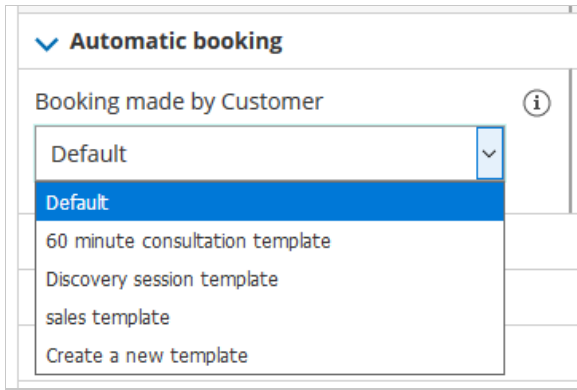 Automatic booking
Booking made by Customer
Default
Default
60 minute consultation template
Discovery session template
sales template
Create a new template